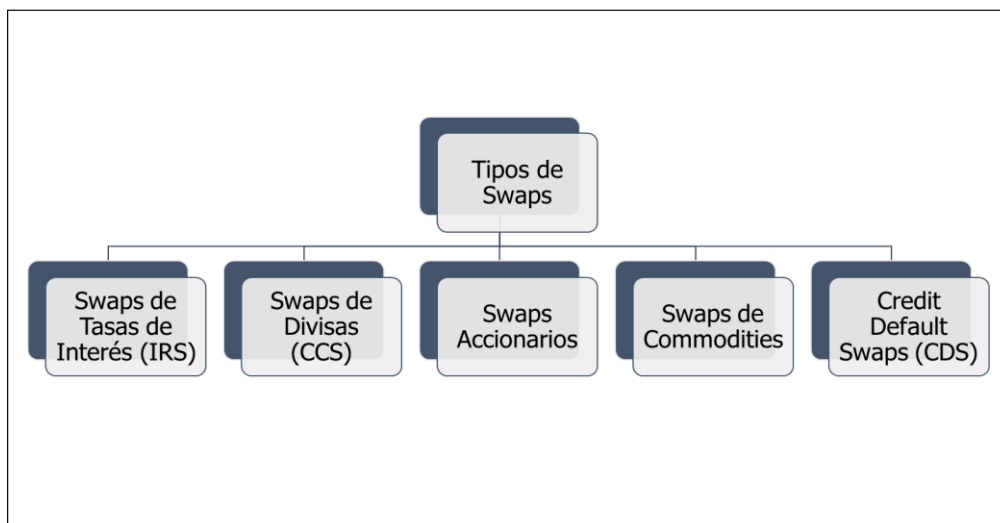 Tipos de
Swaps
Swaps de
Tasas de
Interés (IRS)
Swaps de
Divisas
(CCS)
Swaps
Accionarios
Swaps de
Commodities
Credit
Default
Swaps (CDS)